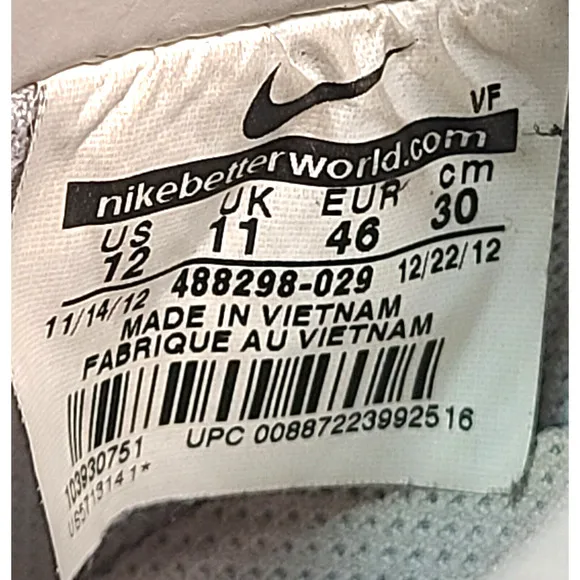 VF
nikebetterworld.com
US UK EUR cm
12 11 46 30
11/14/12 488298-029 12/22/12
MADE IN VIETNAM
FABRIQUE AU VIETNAM
UPC 00887223992516
103930751